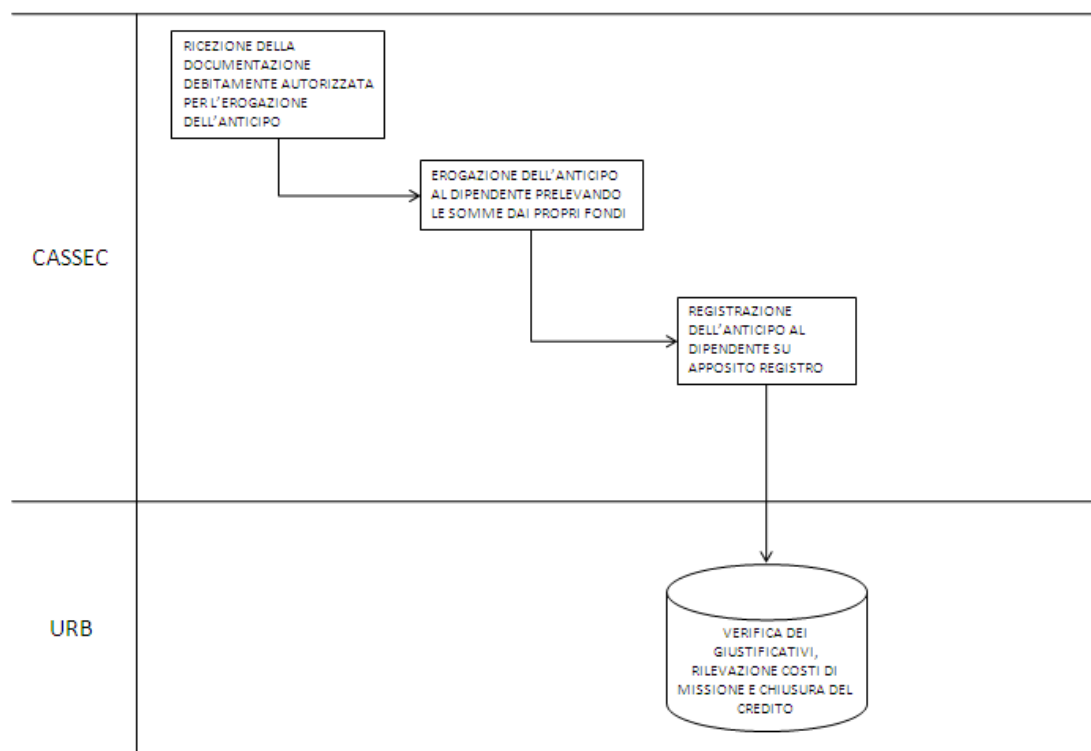 RICEZIONE DELLA
DOCUMENTAZIONE
DEBITAMENTE AUTORIZZATA
PER L'EROGAZIONE
DELL'ANTICIPO
EROGAZIONE DELL'ANTICIPO
AL DIPENDENTE PRELEVANDO
LE SOMME DAI PROPRI FONDI
CASSEC
REGISTRAZIONE
DELL'ANTICIPO AL
DIPENDENTE SU
APPOSITO REGISTRO
URB
VERIFICA DEI
GIUSTIFICATIVI,
RILEVAZIONE COSTI DI
MISSIONE E CHIUSURA DEL
CREDITO